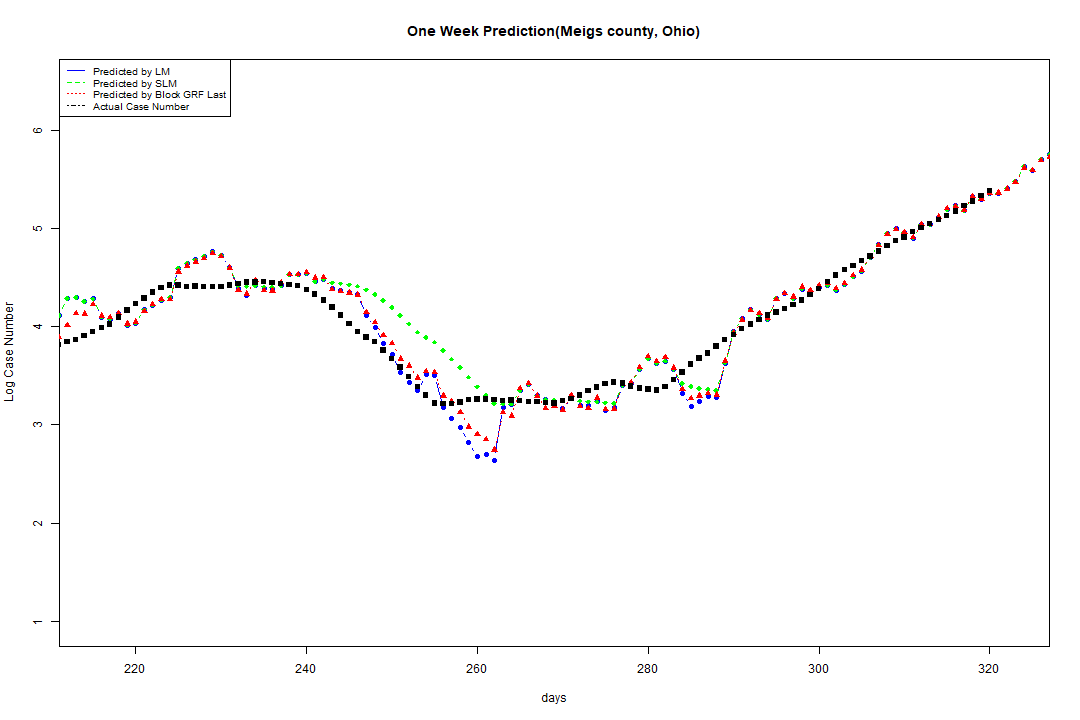 One Week Prediction(Meigs county, Ohio)
Predicted by LM
Predicted by SLM
Predicted by Block GRF Last
Actual Case Number
6
5
4
3
2
1
Log Case Number
220 240 260 280 300 320
days